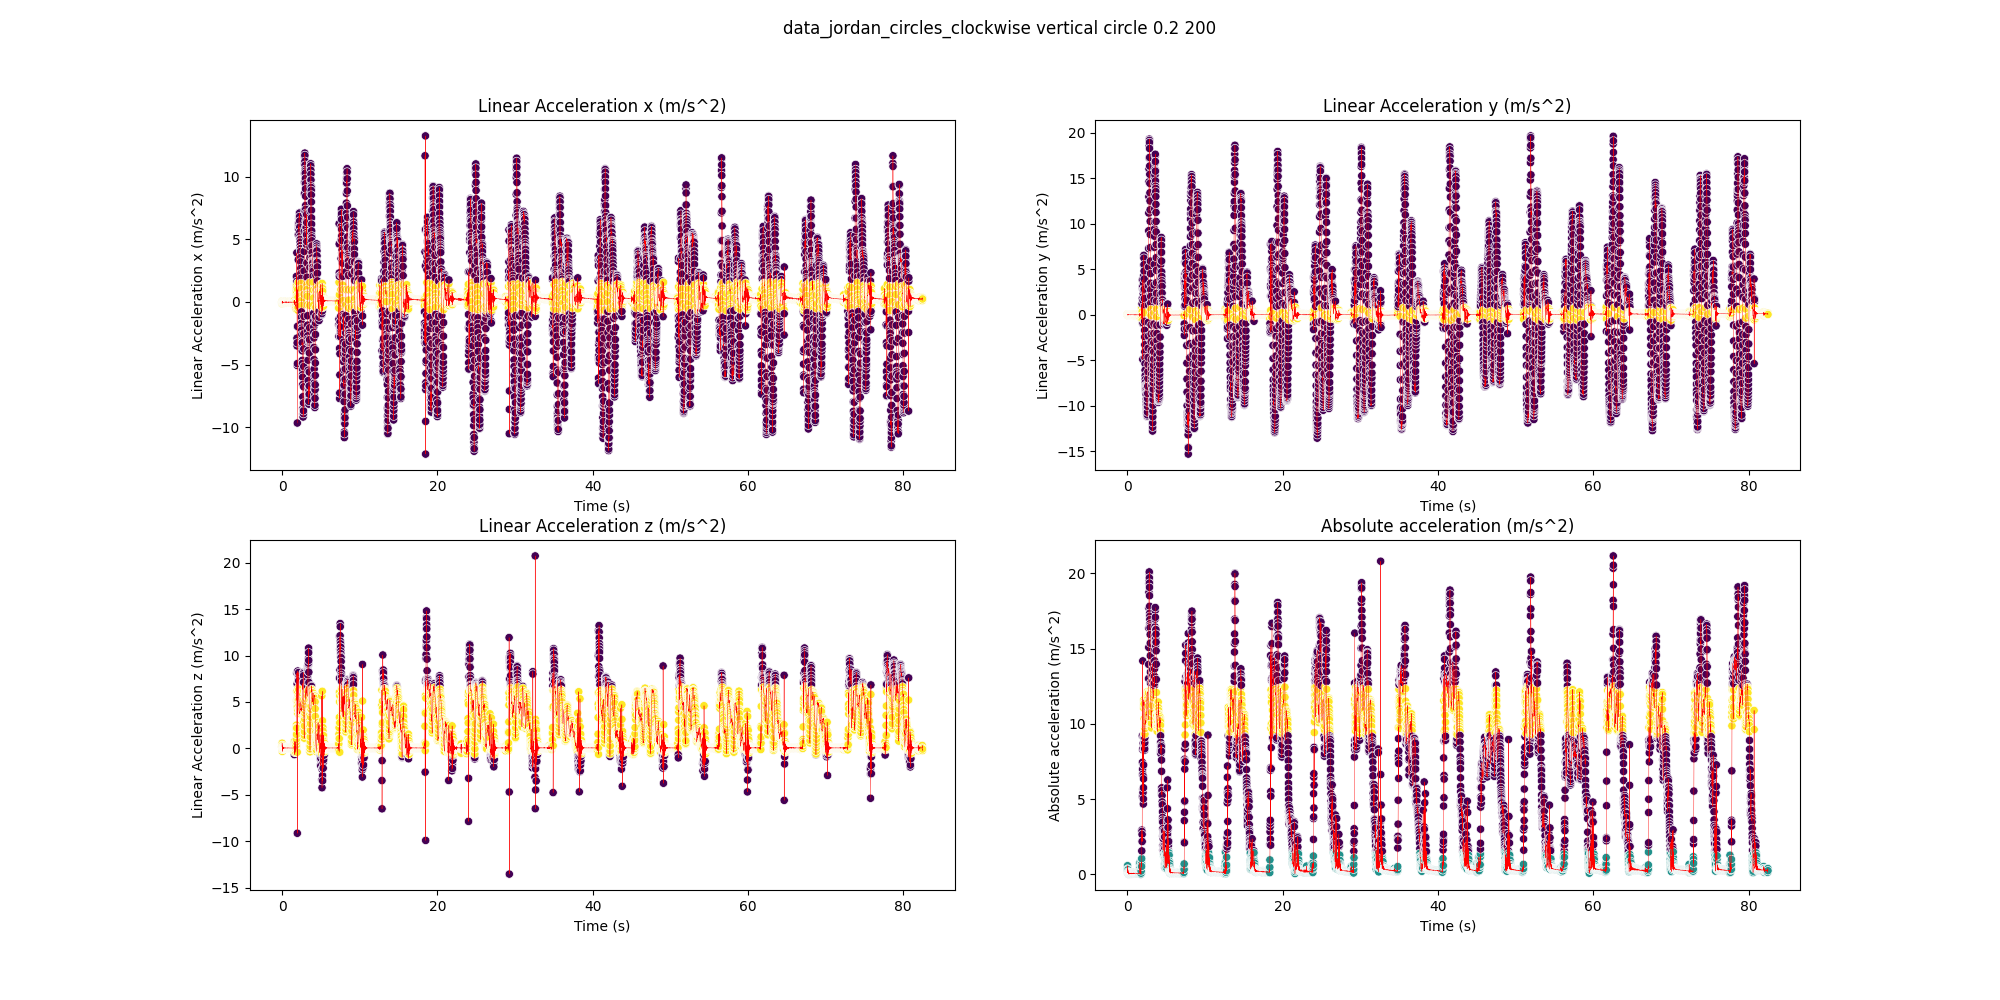 data_jordan_circles_clockwise vertical circle 0.2 200
Linear Acceleration x (m/s^2)
Linear Acceleration x (m/s^2)
10
5
0
−5
−10
0 20 40 60 80
Time (s)
Linear Acceleration y (m/s^2)
Linear Acceleration y (m/s^2)
20
15
10
5
0
−5
−10
−15
0 20 40 60 80
Time (s)
Linear Acceleration z (m/s^2)
Linear Acceleration z (m/s^2)
20
15
10
5
0
−5
−10
−15
0 20 40 60 80
Time (s)
Absolute acceleration (m/s^2)
Absolute acceleration (m/s^2)
20
15
10
5
0
0 20 40 60 80
Time (s)